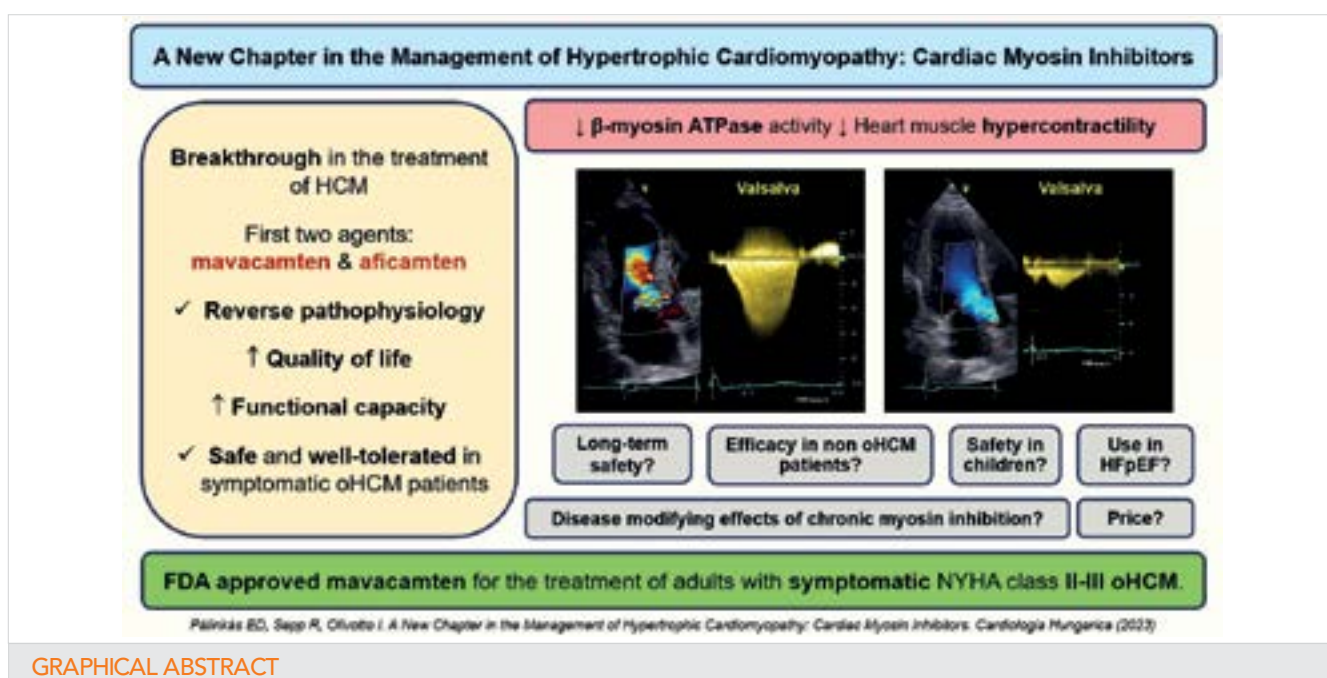 A New Chapter in the Management of Hypertrophic Cardiomyopathy: Cardiac Myosin Inhibitors
Breakthrough in the treatment
of HCM
First two agents:
mavacamten & aficamten
✓ Reverse pathophysiology
↑ Quality of life
↑ Functional capacity
✓ Safe and well-tolerated in
symptomatic oHCM patients
↓ β-myosin ATPase activity ↓ Heart muscle hypercontractility
Valsalva
Valsalva
Long-term
safety?
Efficacy in non oHCM
patients?
Safety in
children?
Use in
HFpEF?
Disease modifying effects of chronic myosin inhibition?
Price?
FDA approved mavacamten for the treatment of adults with symptomatic NYHA class II-III oHCM.
Pálinkás ED, Sepp R, Olivotto I. A New Chapter in the Management of Hypertrophic Cardiomyopathy: Cardiac Myosin Inhibitors. Cardiologia Hungarica (2023)
GRAPHICAL ABSTRACT